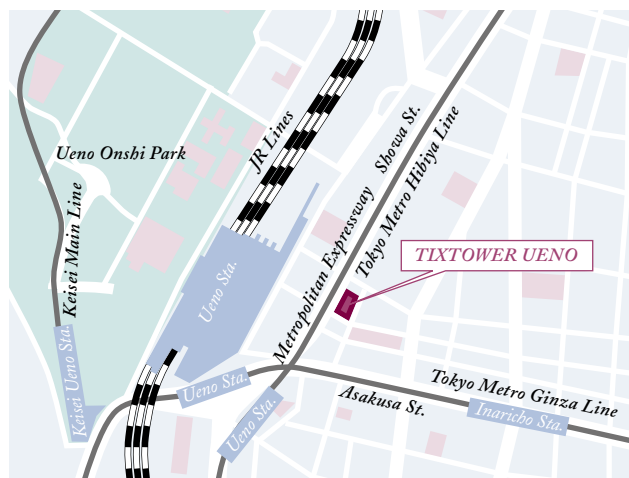 JR Lines
Showa St.
Metropolitan Expressway
Tokyo Metro Hibiya Line
Ueno Onshi Park
Keisei Main Line
TIXTOWER UENO
Ueno Sta.
Keisei Ueno Sta.
Ueno Sta.
Ueno Sta.
Asakusa St.
Tokyo Metro Ginza Line
Inaricho Sta.